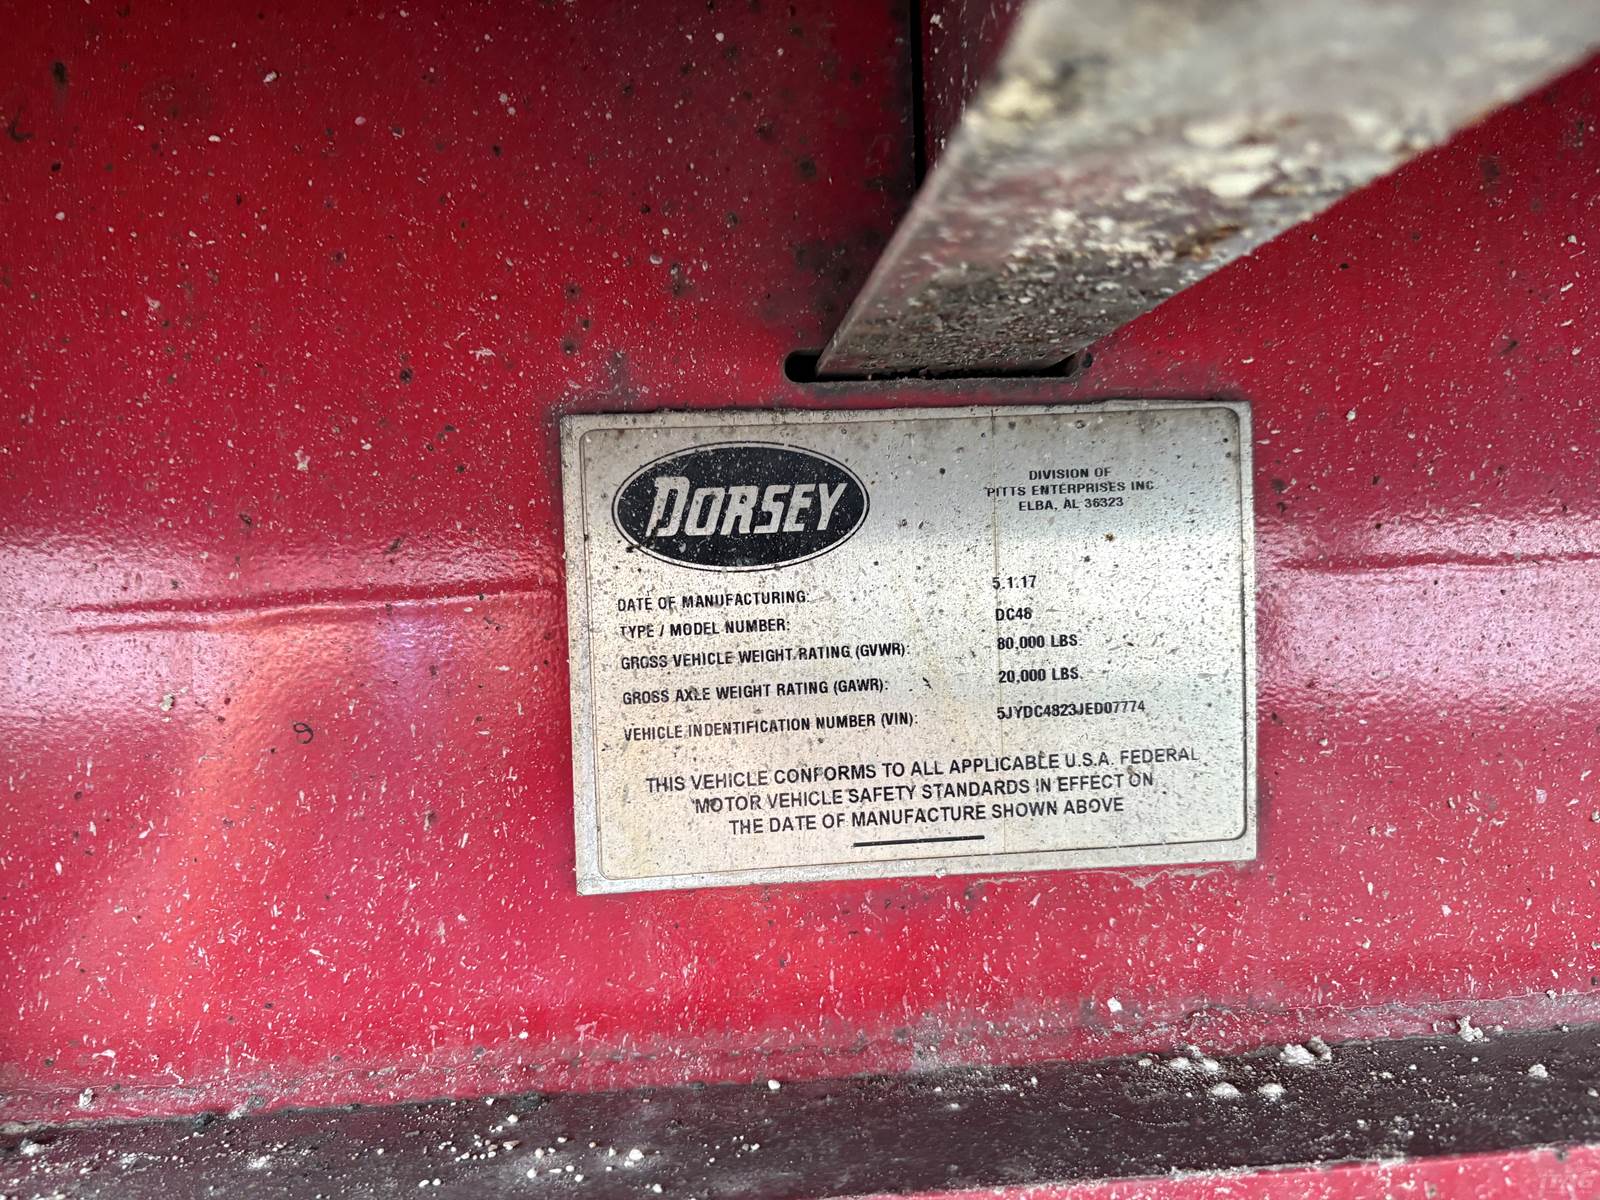 DORSEY
DIVISION OF
PITTS ENTERPRISES INC
ELBA, AL 36323
DATE OF MANUFACTURING: 5.1.17
TYPE / MODEL NUMBER: DC48
GROSS VEHICLE WEIGHT RATING (GVWR): 80,000 LBS.
GROSS AXLE WEIGHT RATING (GAWR): 20,000 LBS.
VEHICLE INDENTIFICATION NUMBER (VIN): 5JYDC4823JED07774
THIS VEHICLE CONFORMS TO ALL APPLICABLE U.S.A. FEDERAL
MOTOR VEHICLE SAFETY STANDARDS IN EFFECT ON
THE DATE OF MANUFACTURE SHOWN ABOVE